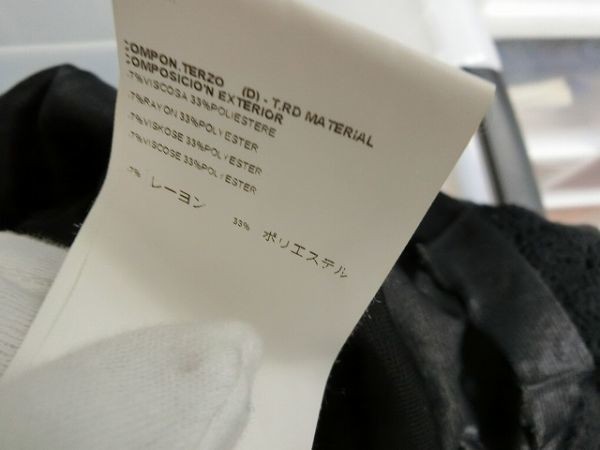 COMPON.TERZO (D) - T.RD MATERIAL
COMPOSICIO'N EXTERIOR
7%VISCOSA 33%POLIESTERE
7%RAYON 33%POLYESTER
7%VISKOSE 33%POLYESTER
7%VISCOSE 33%POLYESTER
7% レーヨン 33% ポリエステル